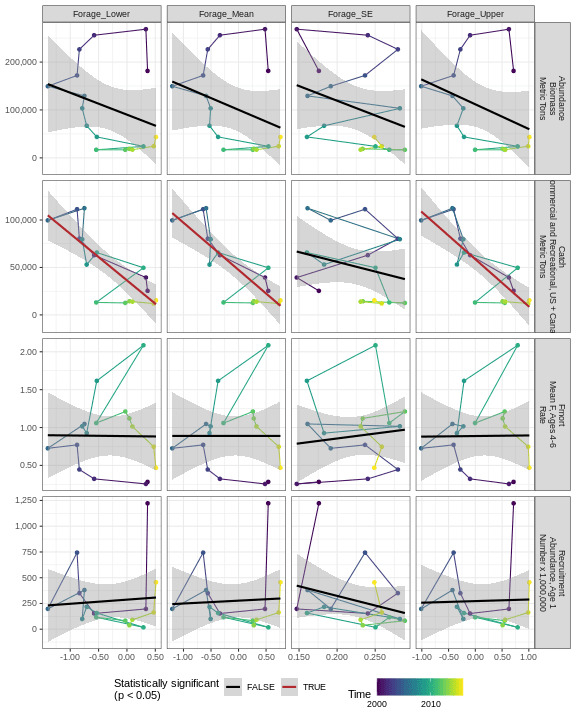 Forage_Lower Forage_Mean Forage_SE Forage_Upper
200,000
100,000
0
Abundance
Biomass
Metric Tons
100,000
50,000
0
Catch
ommercial and Recreational, US + Cana
Metric Tons
2.00
1.50
1.00
0.50
Fmort
Mean F, Ages 4-6
Rate
1,250
1,000
750
500
250
0
Recruitment
Abundance, Age 1
Number x 1,000,000
-1.00 -0.50 0.00 0.50 -1.00 -0.50 0.00 0.50 0.150 0.200 0.250 -1.00 -0.50 0.00 0.50 1.00
Statistically significant
(p < 0.05)
FALSE TRUE
Time
2000 2010